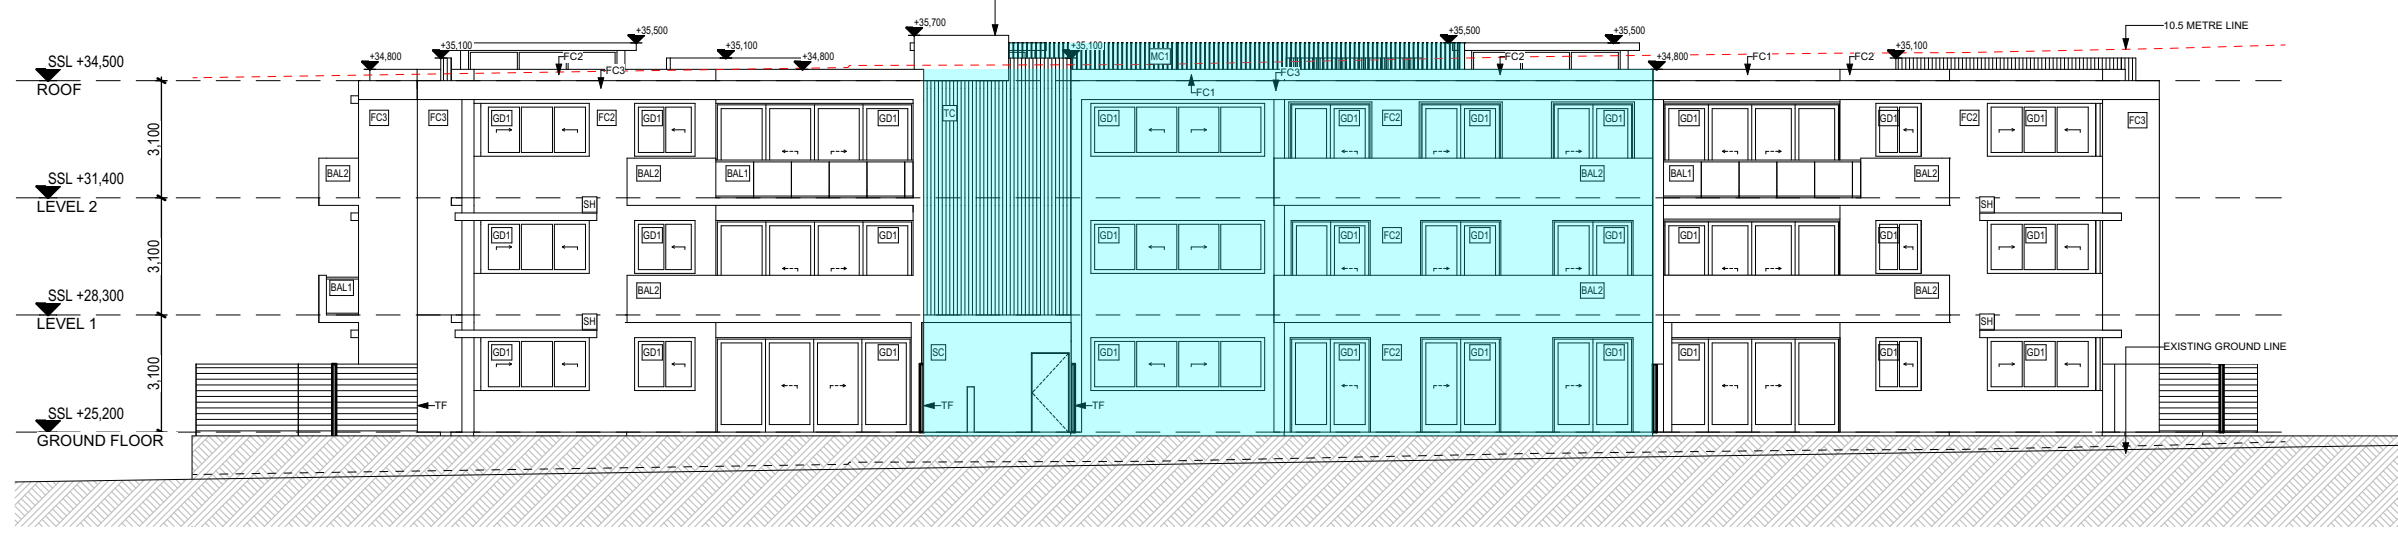 +35,700
10.5 METRE LINE
+35,500 +35,500 +35,500
+35,100 +35,100 +35,100 +35,100
FC2 MC1 FC2 FC1 FC2
+34,800 +34,800 +34,800
SSL +34,500
FC3 FC3
ROOF
FC1
FC3 FC3 GD1 FC2 GD1 GD1 TC GD1 GD1 FC2 GD1 GD1 GD1 GD1 FC2 GD1 FC3
3,100
BAL2 BAL2 BAL1 BAL2 BAL1 BAL2
SSL +31,400
LEVEL 2
SH SH
GD1 GD1 GD1 GD1 GD1 FC2 GD1 GD1 GD1 GD1 GD1
3,100
BAL1 BAL2 BAL2 BAL2
SSL +28,300
LEVEL 1
SH SH
GD1 GD1 GD1 SC GD1 GD1 FC2 GD1 GD1 GD1 GD1 GD1
EXISTING GROUND LINE
3,100
TF TF TF
SSL +25,200
GROUND FLOOR